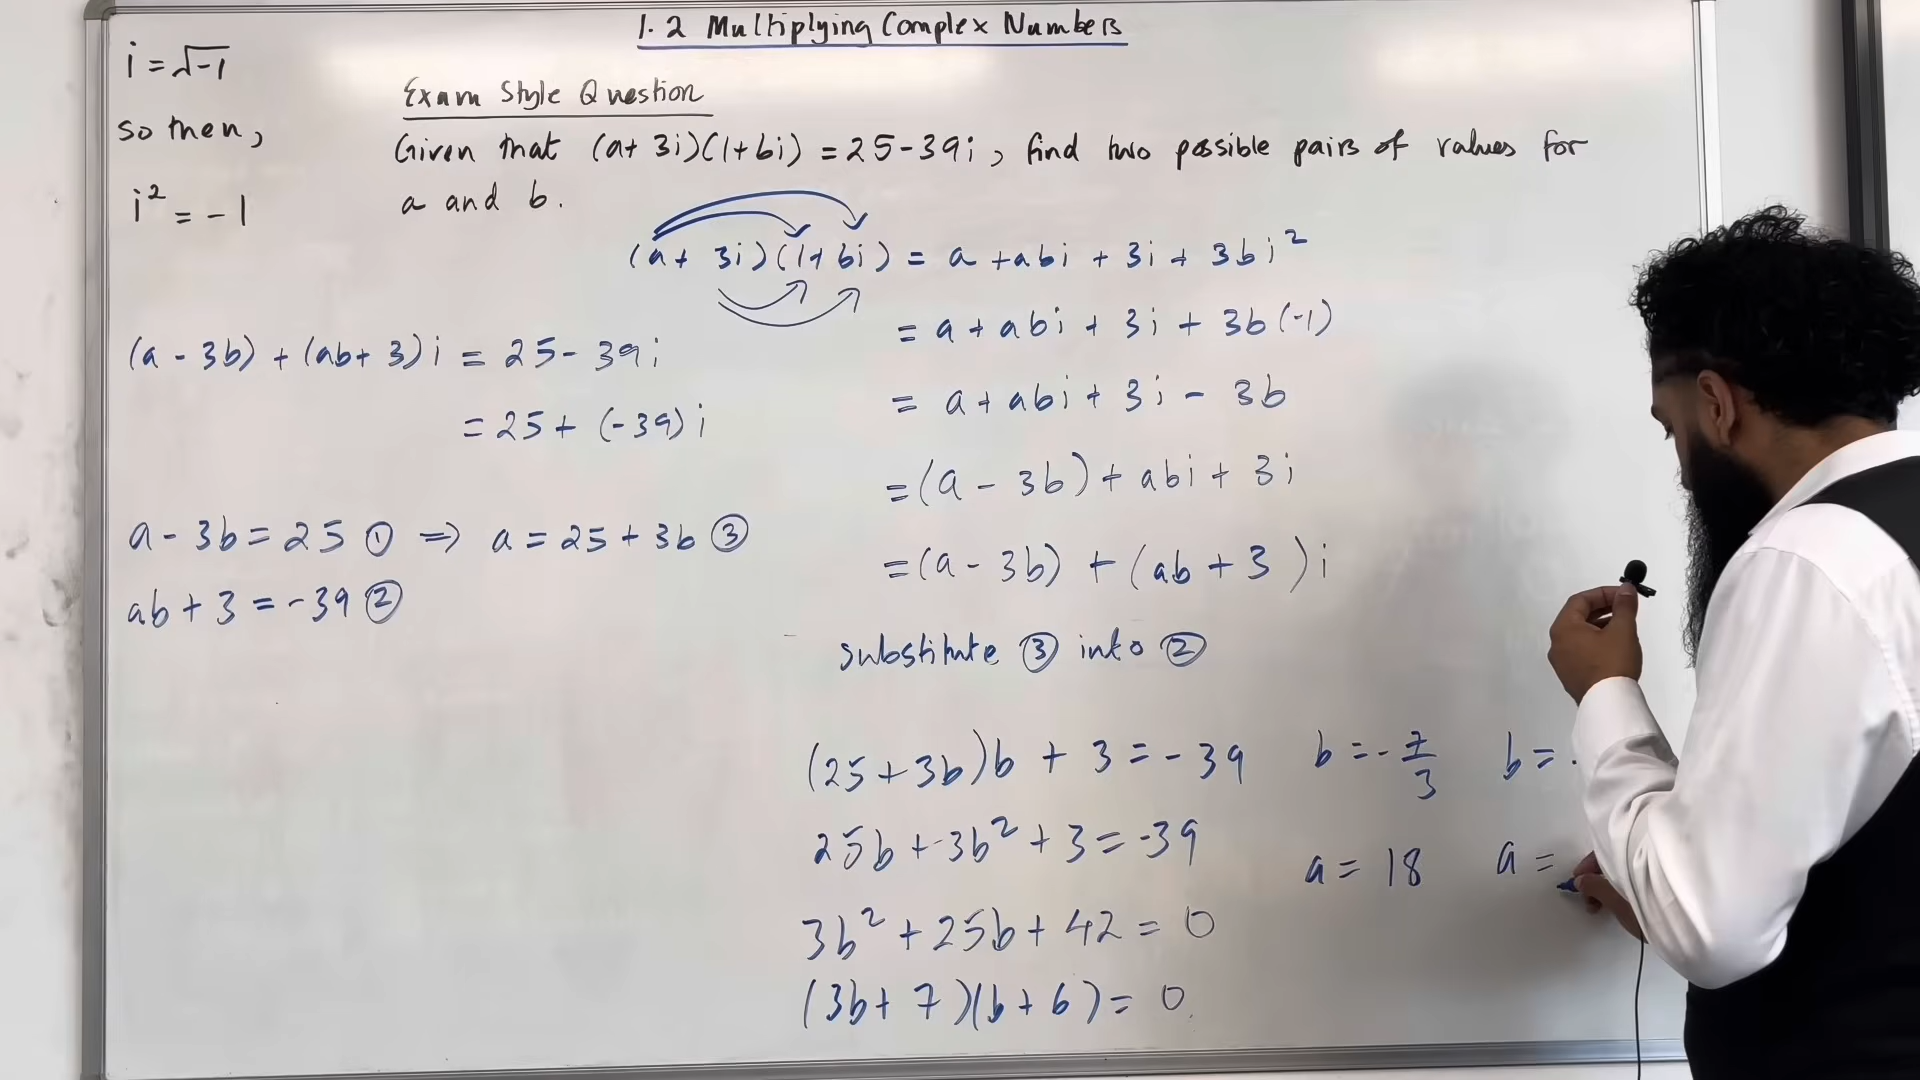 1.2 Multiplying Complex Numbers
i = √-1
so then,
i² = -1
Exam Style Question
Given that (a+ 3i)(1+bi) = 25-39i, find two possible pairs of values for
a and b.
(a+ 3i)(1+bi) = a +abi + 3i + 3bi²
= a + abi + 3i + 3b(-1)
= a + abi + 3i - 3b
=(a - 3b) + abi + 3i
=(a - 3b) + (ab + 3)i
(a - 3b) + (ab+ 3)i = 25- 39i
= 25+ (-39)i
a - 3b = 25 ① ⇒ a = 25 + 3b ③
ab + 3 = -39 ②
substitute ③ into ②
(25+3b)b + 3 = -39
25b + 3b² + 3 = -39
3b² + 25b + 42 = 0
(3b+ 7)(b + 6) = 0
b = -7/3
b =
a = 18
a =